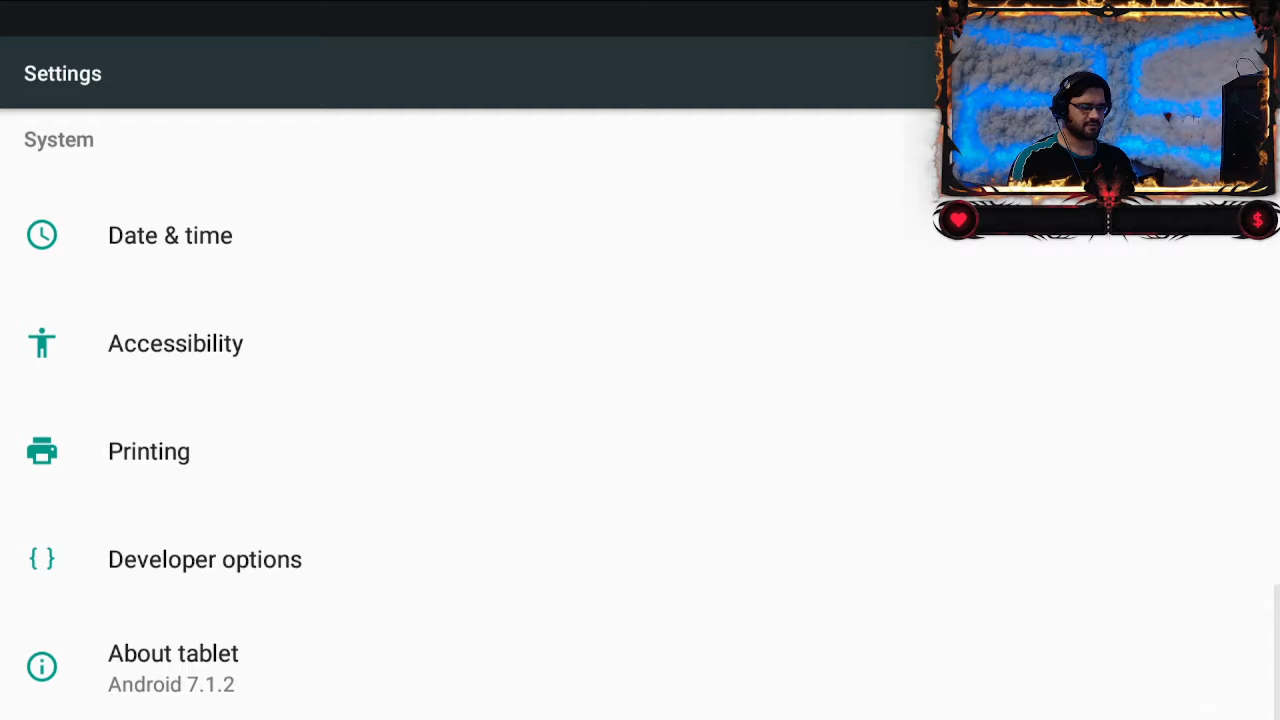 Settings
System
Date & time
Accessibility
Printing
Developer options
About tablet
Android 7.1.2
$